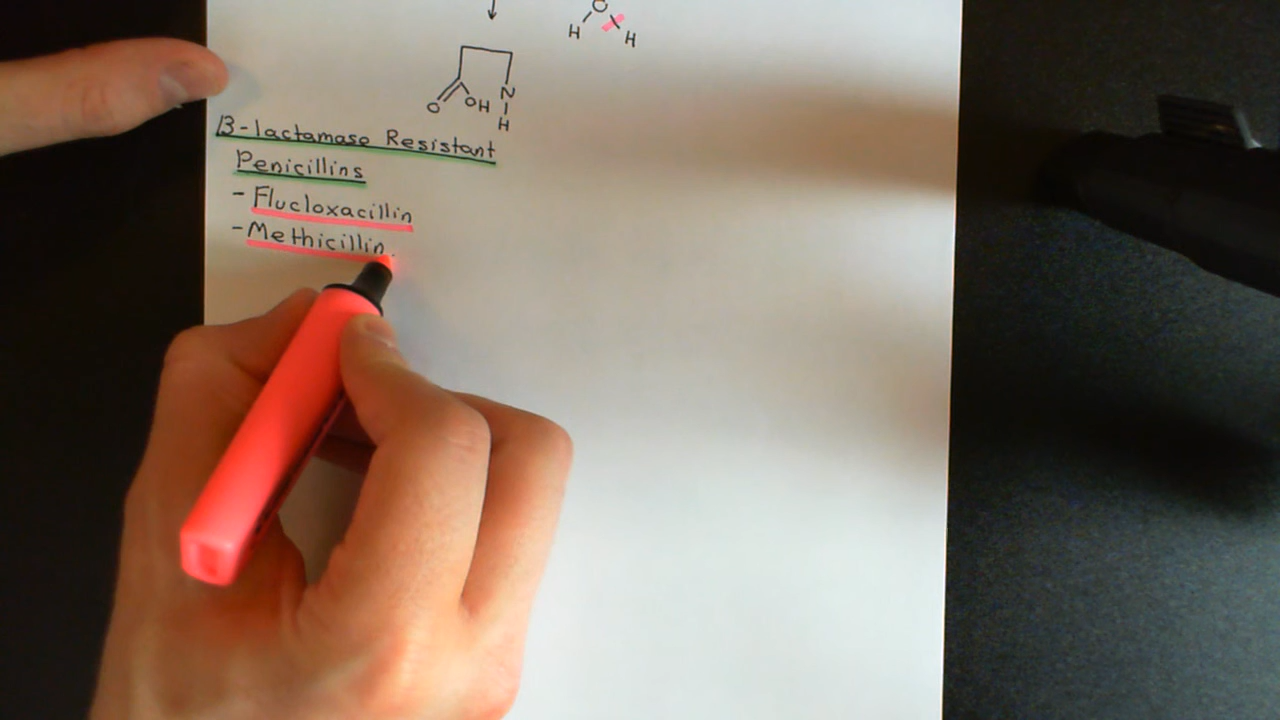 O
H
H
O
OH
N
H
β-lactamase Resistant
Penicillins
- Flucloxacillin
- Methicillin